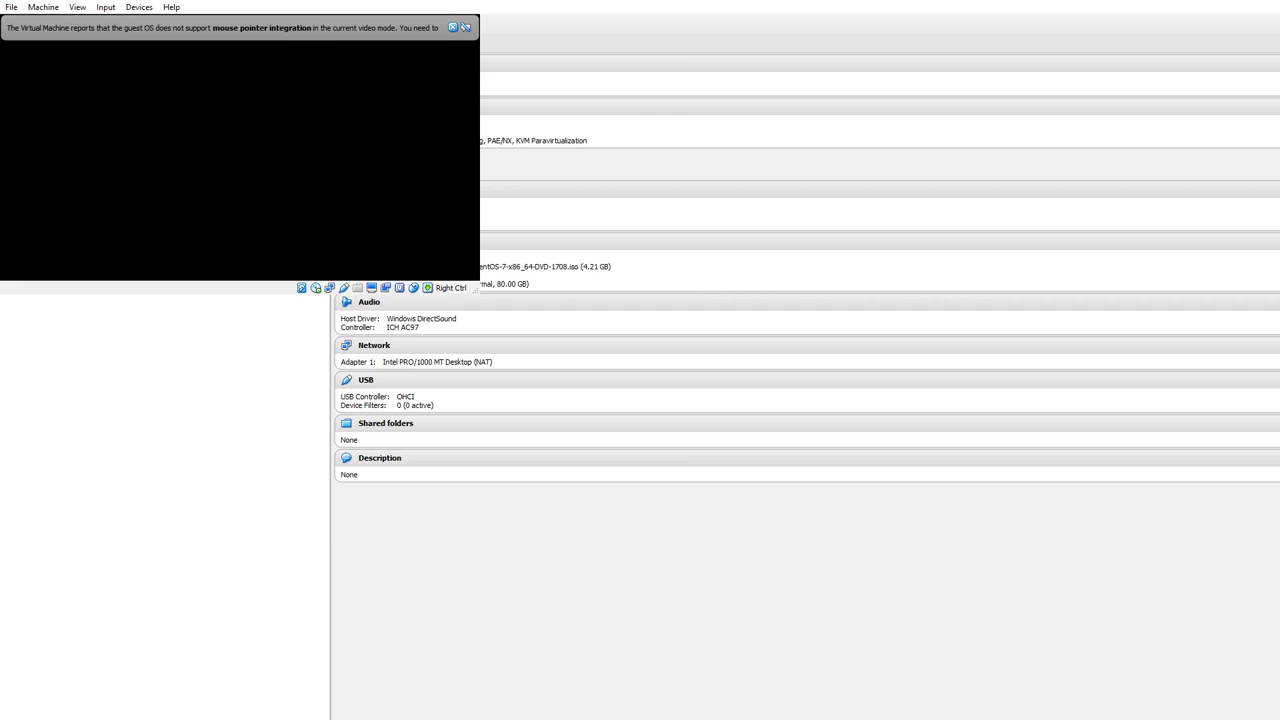 File Machine View Input Devices Help
The Virtual Machine reports that the guest OS does not support mouse pointer integration in the current video mode. You need to
PAE/NX, KVM Paravirtualization
entOS-7-x86_64-DVD-1708.iso (4.21 GB)
80.00 GB)
Right Ctrl
Audio
Host Driver: Windows DirectSound
Controller: ICH AC97
Network
Adapter 1: Intel PRO/1000 MT Desktop (NAT)
USB
USB Controller: OHCI
Device Filters: 0 (0 active)
Shared folders
None
Description
None